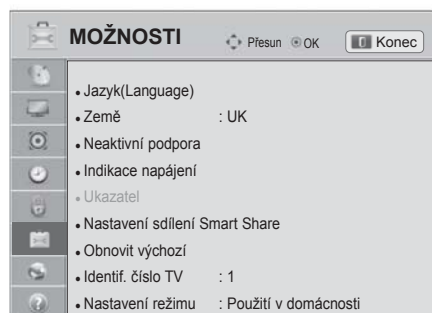 MOŽNOSTI
Přesun OK Konec
• Jazyk(Language)
• Země : UK
• Neaktivní podpora
• Indikace napájení
• Ukazatel
• Nastavení sdílení Smart Share
• Obnovit výchozí
• Identif. číslo TV : 1
• Nastavení režimu : Použití v domácnosti